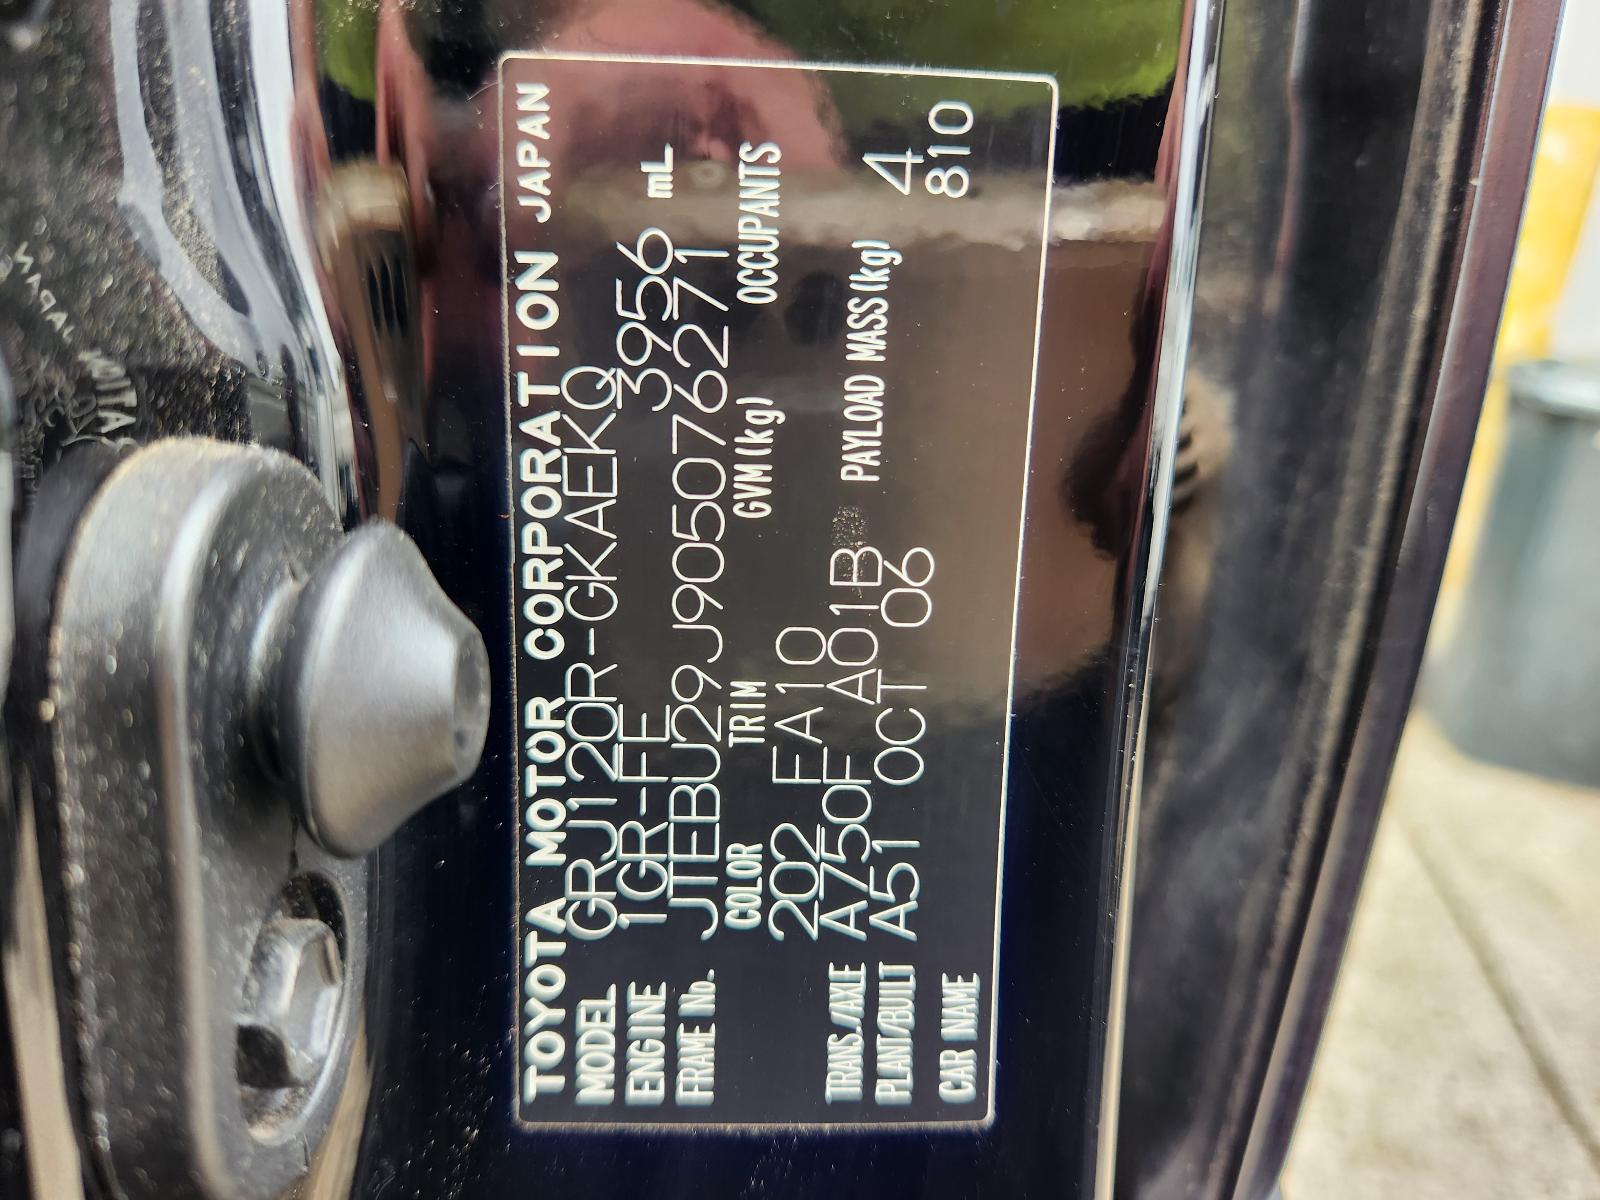 TOYOTA MOTOR CORPORATION JAPAN
MODEL GRJ120R-GKAEKQ
ENGINE 1GR-FE 3956 mL
FRAME No. JTEBU29J905076271
COLOR TRIM GVM(kg) OCCUPANTS
202 FA10
TRANS./AXLE A750F A01B PAYLOAD MASS(kg) 4
PLANT/BUILT A51 OCT 06 810
CAR NAME